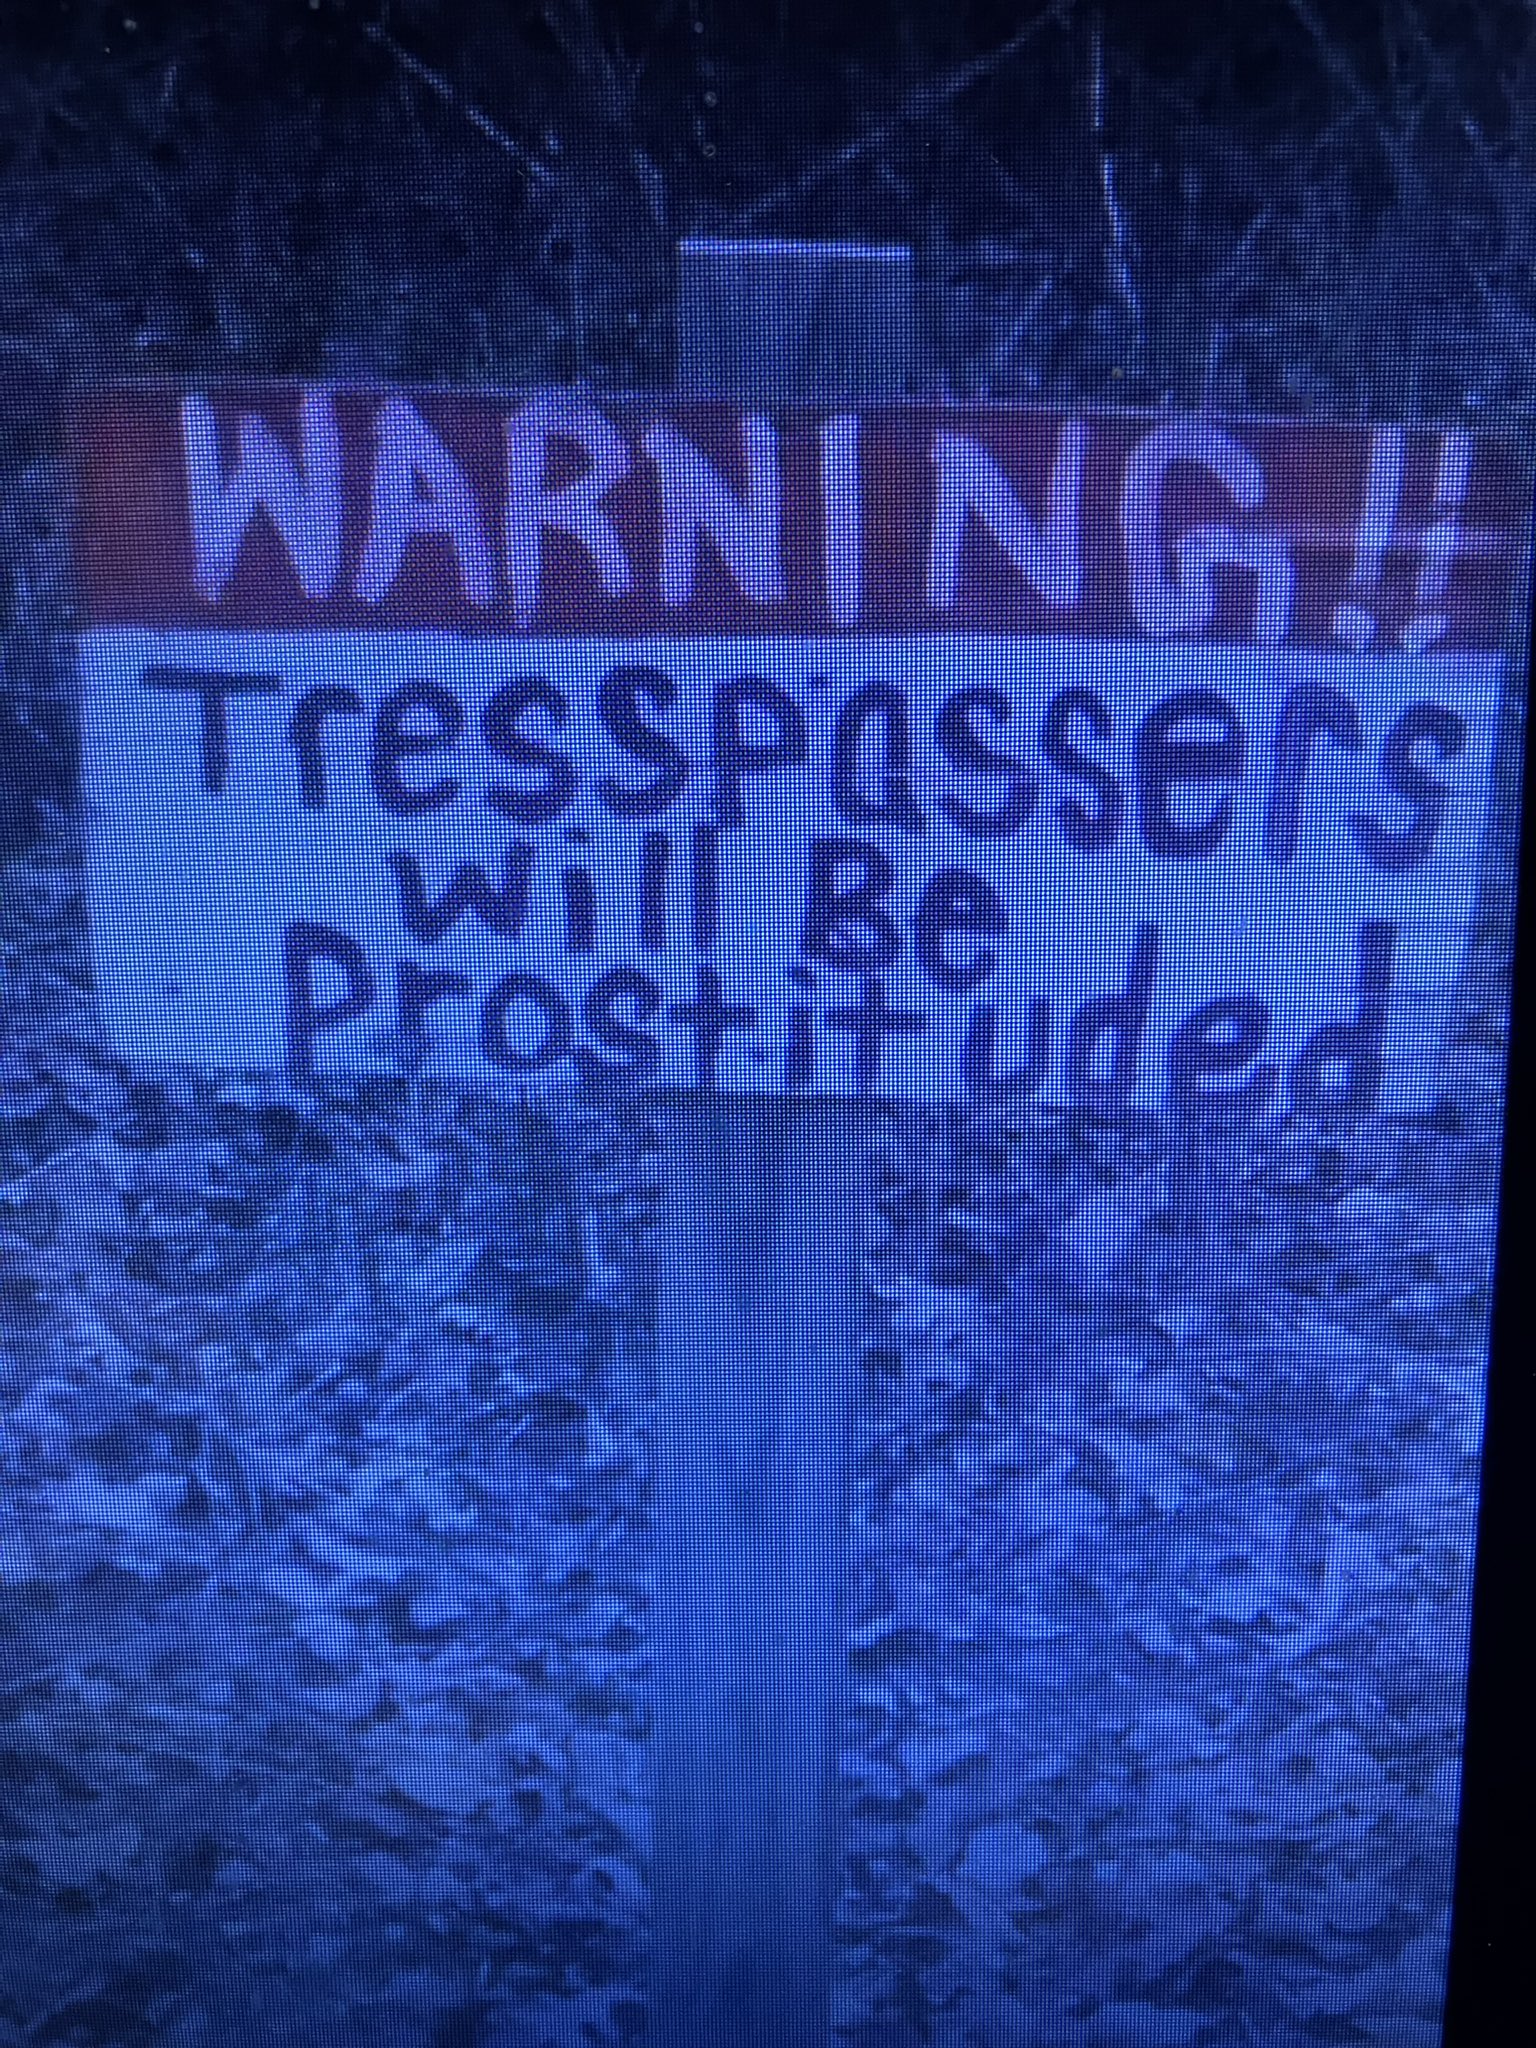 WARNING!!
Tresspassers
will Be
Prostituded